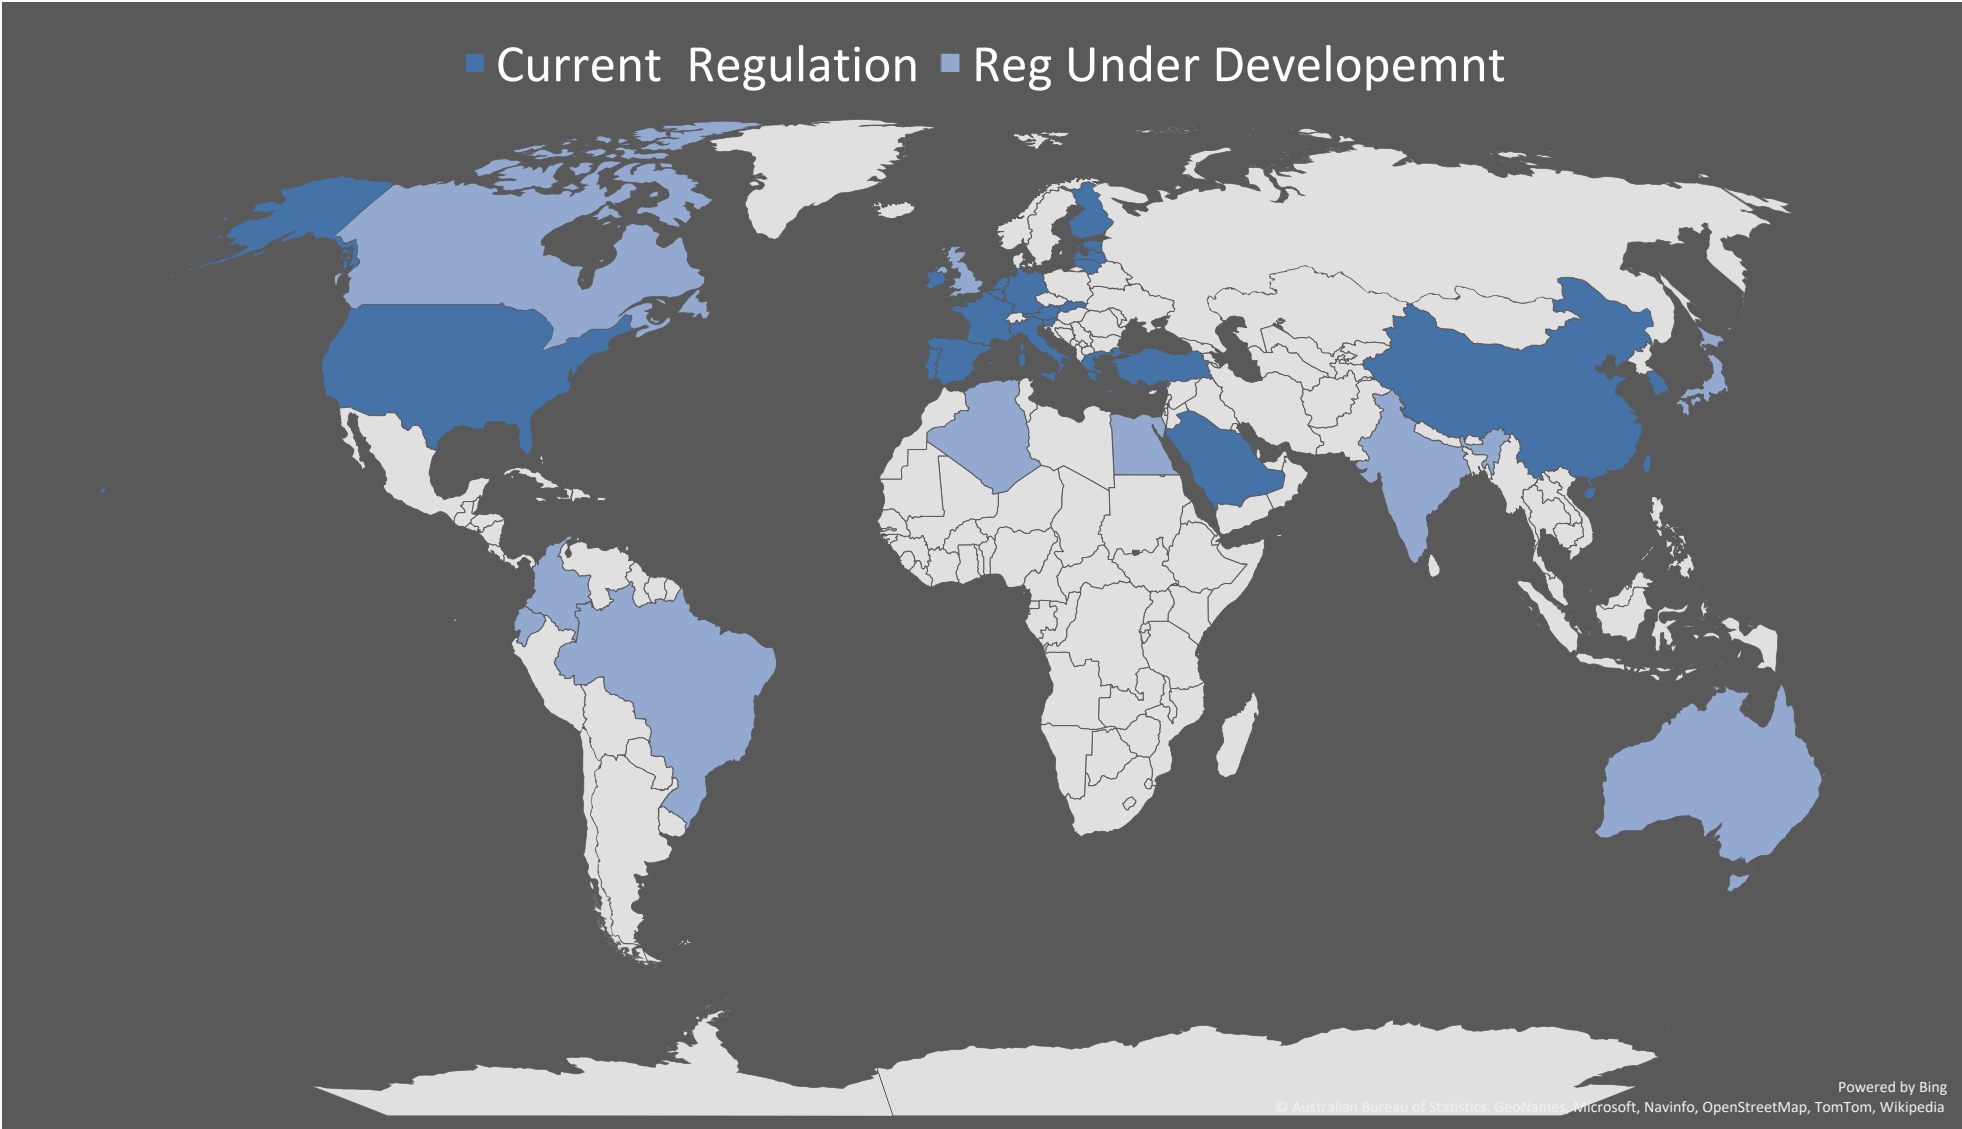 Current  Regulation Reg Under Developemnt
Powered by Bing
© Australian Bureau of Statistics, GeoNames, Microsoft, Navinfo, OpenStreetMap, TomTom, Wikipedia